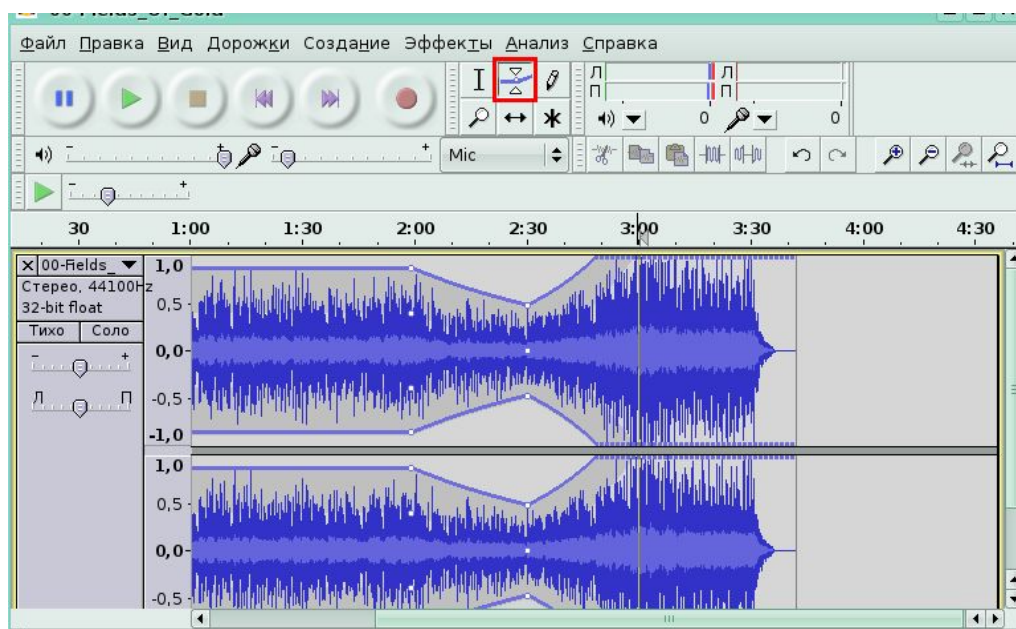 00-Fields_Of_Gold
Файл Правка Вид Дорожки Создание Эффекты Анализ Справка
Л Л
П П
0 0
- + - + Mic
- +
30 1:00 1:30 2:00 2:30 3:00 3:30 4:00 4:30
00-Fields_ 1,0
Стерео, 44100Hz
32-bit float 0,5
Тихо Соло
- + 0,0
Л П -0,5
-1,0
1,0
0,5
0,0
-0,5